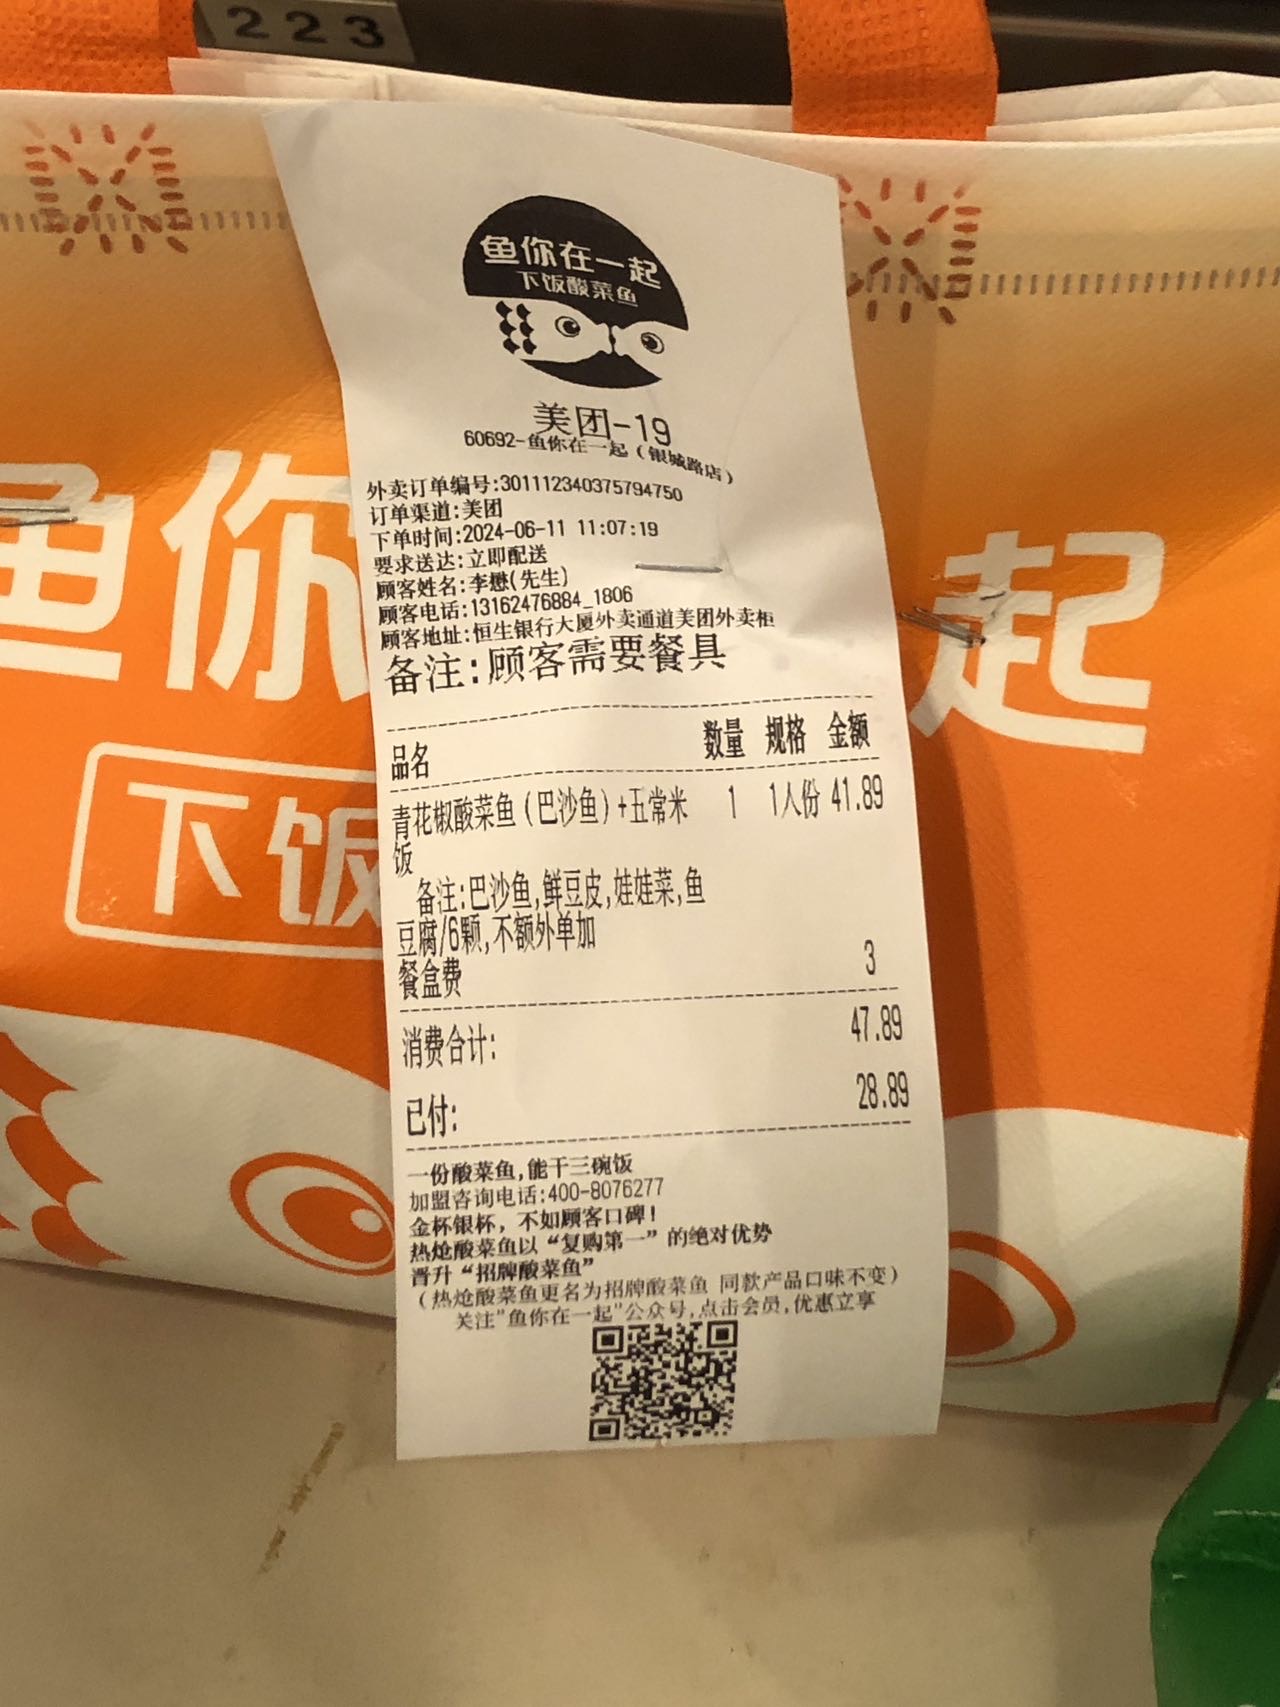 223
鱼你在一起
下饭酸菜鱼
美团-19
60692-鱼你在一起（银城路店）
外卖订单编号:301112340375794750
订单渠道:美团
下单时间:2024-06-11 11:07:19
要求送达:立即配送
顾客姓名:李懋(先生)
顾客电话:13162476884_1806
顾客地址:恒生银行大厦外卖通道美团外卖柜
备注:顾客需要餐具
品名 数量 规格 金额
青花椒酸菜鱼（巴沙鱼）+五常米 1 1人份 41.89
饭
备注:巴沙鱼,鲜豆皮,娃娃菜,鱼
豆腐/6颗,不额外单加
餐盒费 3
消费合计: 47.89
已付: 28.89
一份酸菜鱼,能干三碗饭
加盟咨询电话:400-8076277
金杯银杯，不如顾客口碑！
热炝酸菜鱼以“复购第一”的绝对优势
晋升“招牌酸菜鱼”
（热炝酸菜鱼更名为招牌酸菜鱼 同款产品口味不变）
关注"鱼你在一起"公众号,点击会员,优惠立享
鱼你 起
下饭